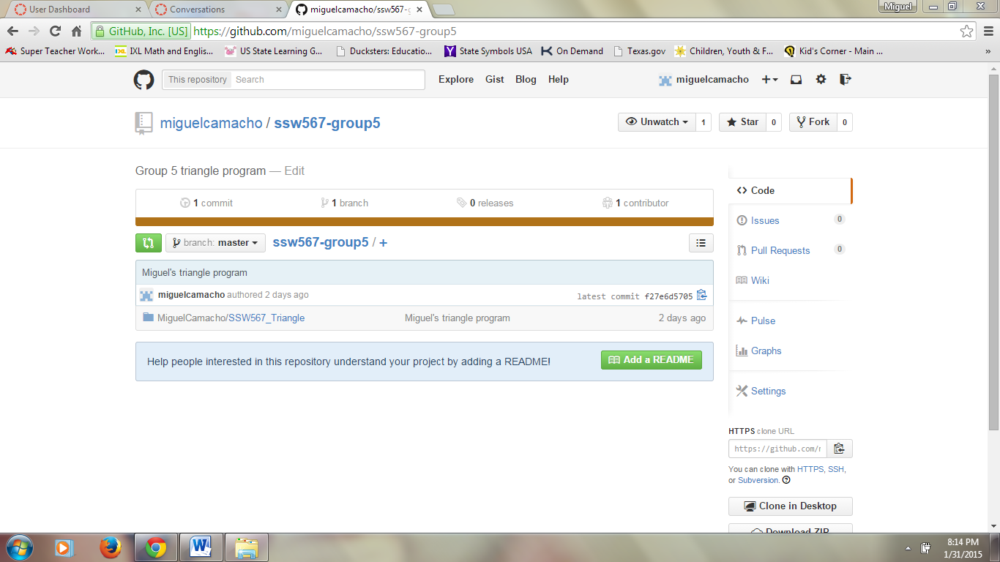 User Dashboard
Conversations
miguelcamacho/ssw567-g
Miguel
GitHub, Inc. [US] https://github.com/miguelcamacho/ssw567-group5
Super Teacher Work... IXL Math and Englis... US State Learning G... Ducksters: Educatio... State Symbols USA On Demand Texas.gov Children, Youth & F... Kid's Corner - Main ... »
This repository Search Explore Gist Blog Help miguelcamacho
miguelcamacho / ssw567-group5
Unwatch 1 Star 0 Fork 0
Group 5 triangle program — Edit
1 commit 1 branch 0 releases 1 contributor
branch: master ssw567-group5 / +
Miguel's triangle program
miguelcamacho authored 2 days ago latest commit f27e6d5705
MiguelCamacho/SSW567_Triangle Miguel's triangle program 2 days ago
Help people interested in this repository understand your project by adding a README! Add a README
Code
Issues 0
Pull Requests 0
Wiki
Pulse
Graphs
Settings
HTTPS clone URL
https://github.com/
You can clone with HTTPS, SSH,
or Subversion.
Clone in Desktop
Download ZIP
8:14 PM
1/31/2015